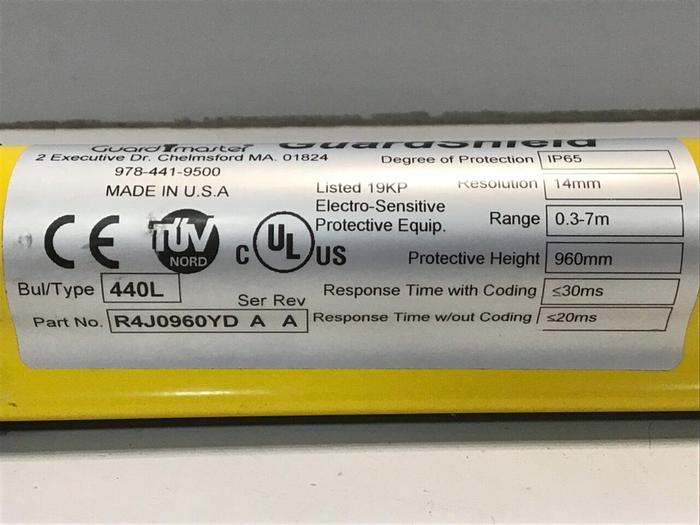 Guardmaster GuardShield
2 Executive Dr. Chelmsford MA. 01824
978-441-9500
MADE IN U.S.A
Degree of Protection IP65
Resolution 14mm
Listed 19KP
Electro-Sensitive
Protective Equip.
Range 0.3-7m
CE TÜV NORD C UL US
Protective Height 960mm
Bul/Type 440L
Ser Rev
Response Time with Coding ≤30ms
Part No. R4J0960YD A A
Response Time w/out Coding ≤20ms